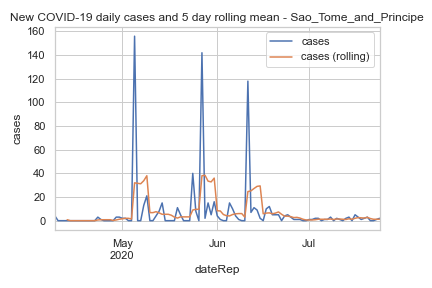 New COVID-19 daily cases and 5 day rolling mean - Sao_Tome_and_Principe
cases
cases (rolling)
160
140
120
100
80
60
40
20
0
cases
May
2020
Jun
Jul
dateRep